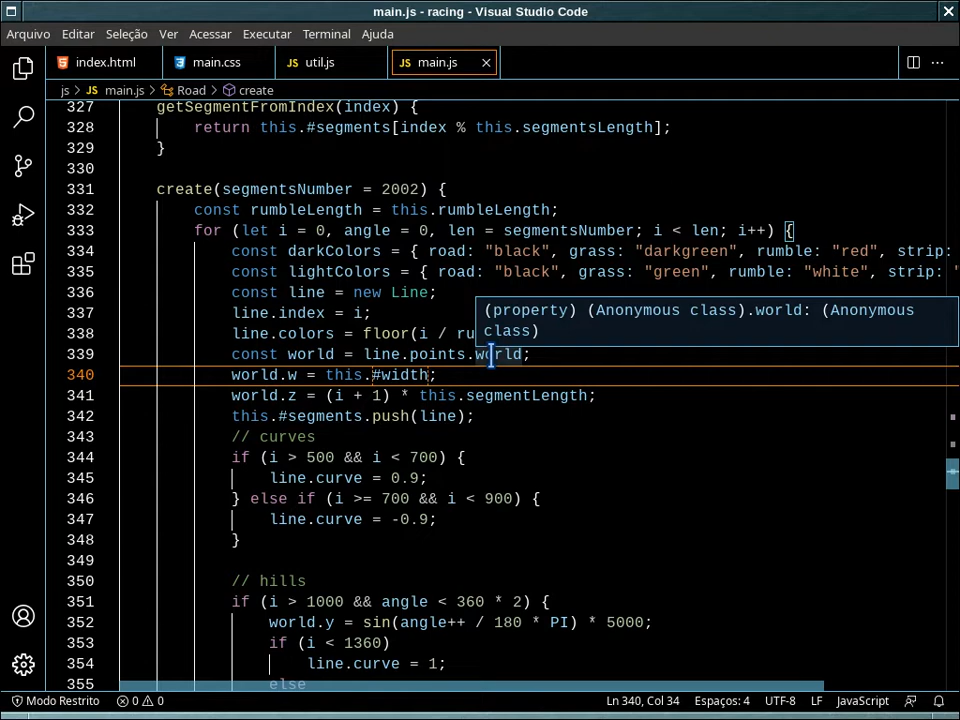 main.js - racing - Visual Studio Code
Arquivo Editar Seleção Ver Acessar Executar Terminal Ajuda
index.html main.css JS util.js JS main.js
js > JS main.js > Road > create
327 getSegmentFromIndex(index) {
328 return this.#segments[index % this.segmentsLength];
329 }
330
331 create(segmentsNumber = 2002) {
332 const rumbleLength = this.rumbleLength;
333 for (let i = 0, angle = 0, len = segmentsNumber; i < len; i++) {
334 const darkColors = { road: "black", grass: "darkgreen", rumble: "red", strip:
335 const lightColors = { road: "black", grass: "green", rumble: "white", strip: "
336 const line = new Line;
(property) (Anonymous class).world: (Anonymous
class)
337 line.index = i;
338 line.colors = floor(i / ru
339 const world = line.points.world;
340 world.w = this.#width;
341 world.z = (i + 1) * this.segmentLength;
342 this.#segments.push(line);
343 // curves
344 if (i > 500 && i < 700) {
345 line.curve = 0.9;
346 } else if (i >= 700 && i < 900) {
347 line.curve = -0.9;
348 }
349
350 // hills
351 if (i > 1000 && angle < 360 * 2) {
352 world.y = sin(angle++ / 180 * PI) * 5000;
353 if (i < 1360)
354 line.curve = 1;
355 else
Modo Restrito 0 0 Ln 340, Col 34 Espaços: 4 UTF-8 LF JavaScript